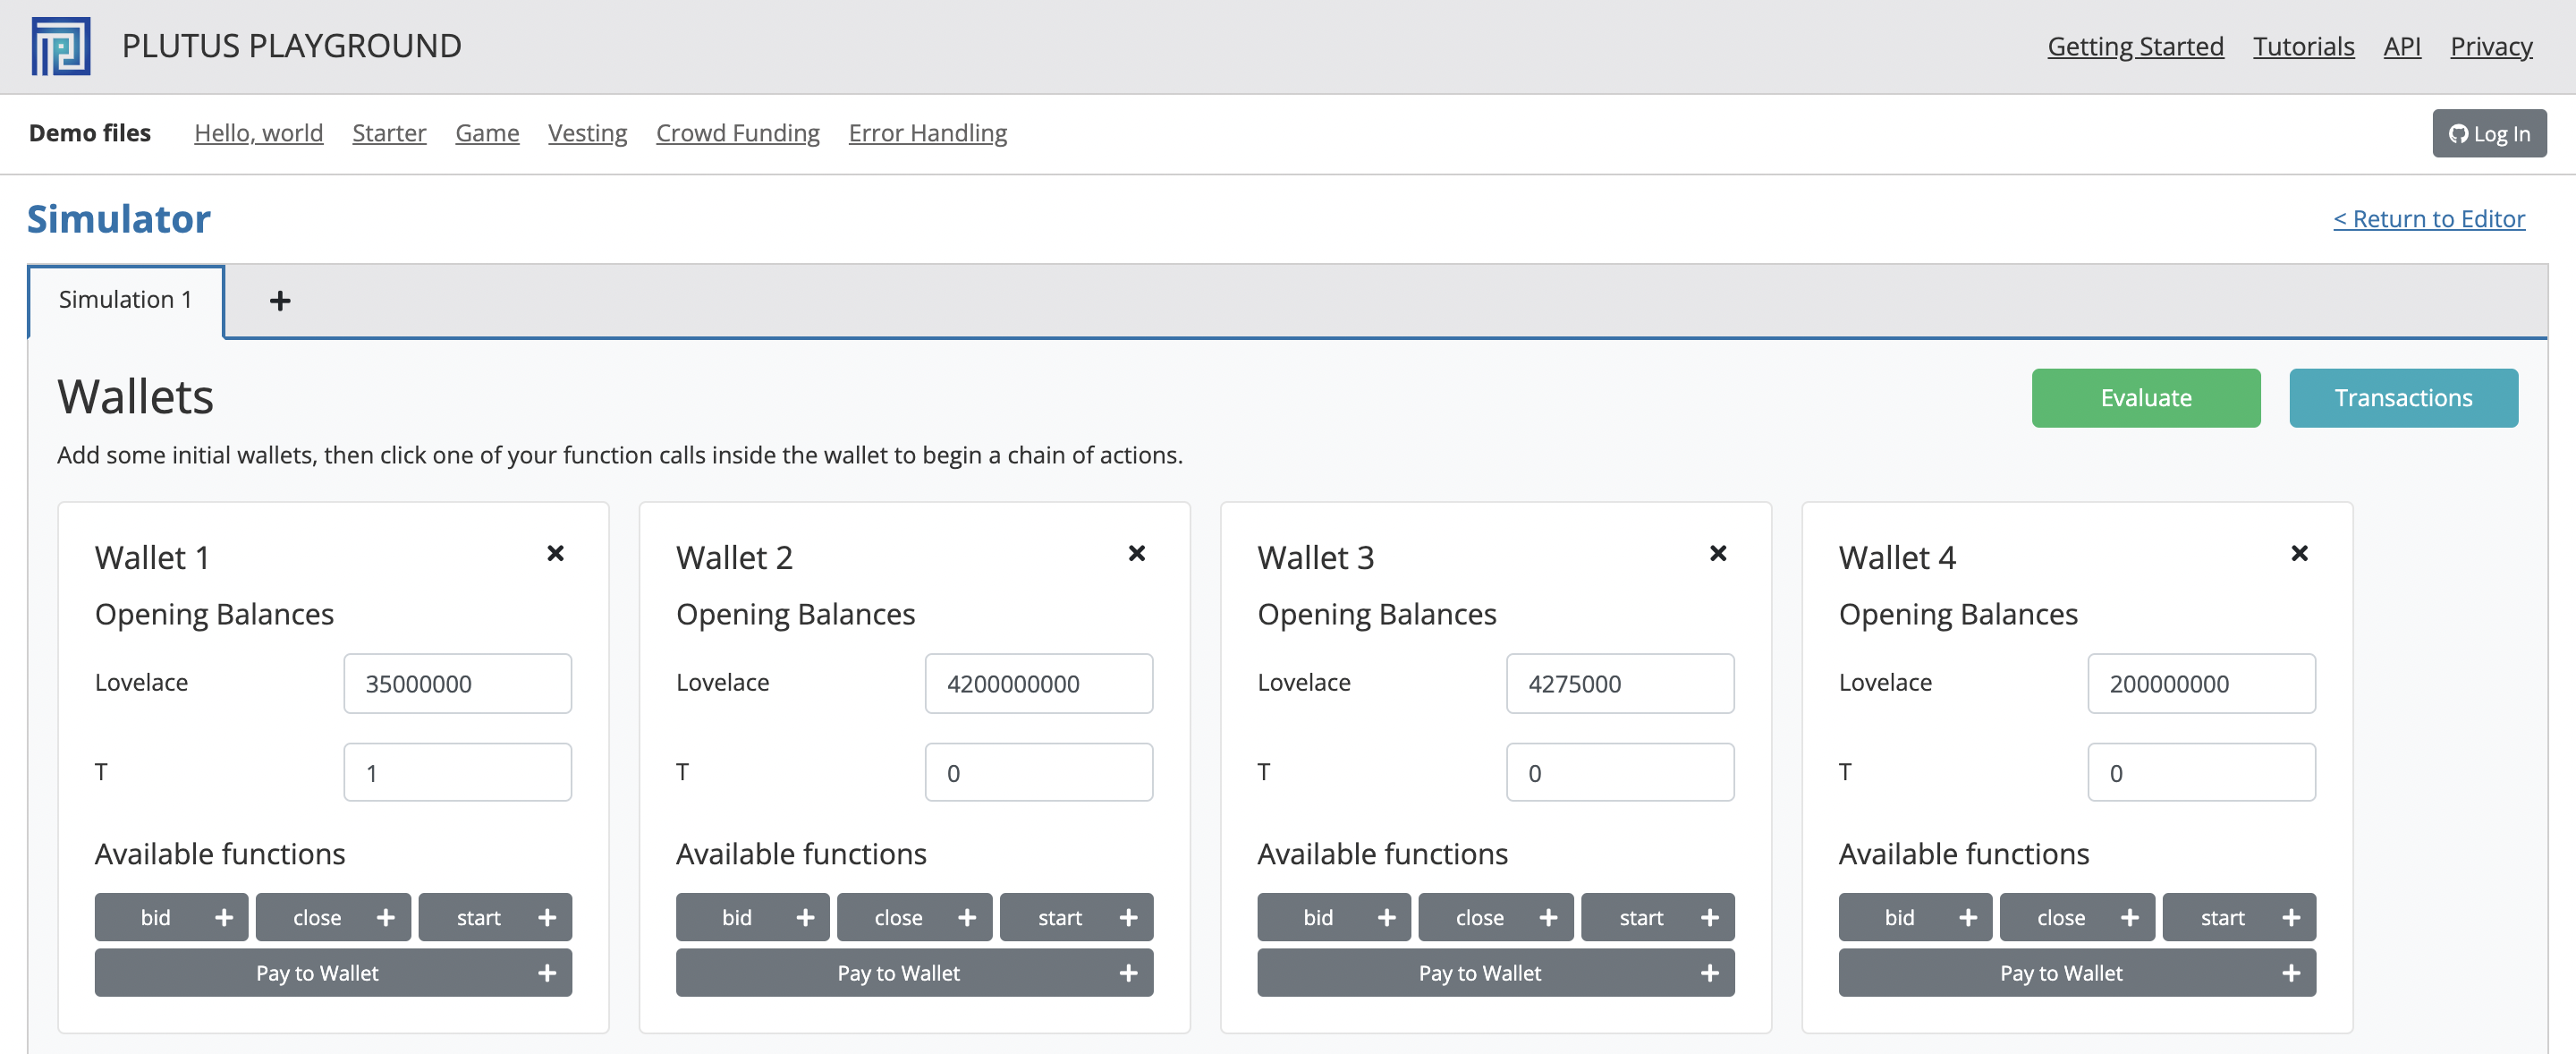 PLUTUS PLAYGROUND
Getting Started Tutorials API Privacy
Demo files Hello, world Starter Game Vesting Crowd Funding Error Handling
Log In
Simulator
< Return to Editor
Simulation 1
Wallets
Evaluate Transactions
Add some initial wallets, then click one of your function calls inside the wallet to begin a chain of actions.
Wallet 1
Opening Balances
Lovelace 35000000
T 1
Available functions
bid + close + start +
Pay to Wallet +
Wallet 2
Opening Balances
Lovelace 4200000000
T 0
Available functions
bid + close + start +
Pay to Wallet +
Wallet 3
Opening Balances
Lovelace 4275000
T 0
Available functions
bid + close + start +
Pay to Wallet +
Wallet 4
Opening Balances
Lovelace 200000000
T 0
Available functions
bid + close + start +
Pay to Wallet +